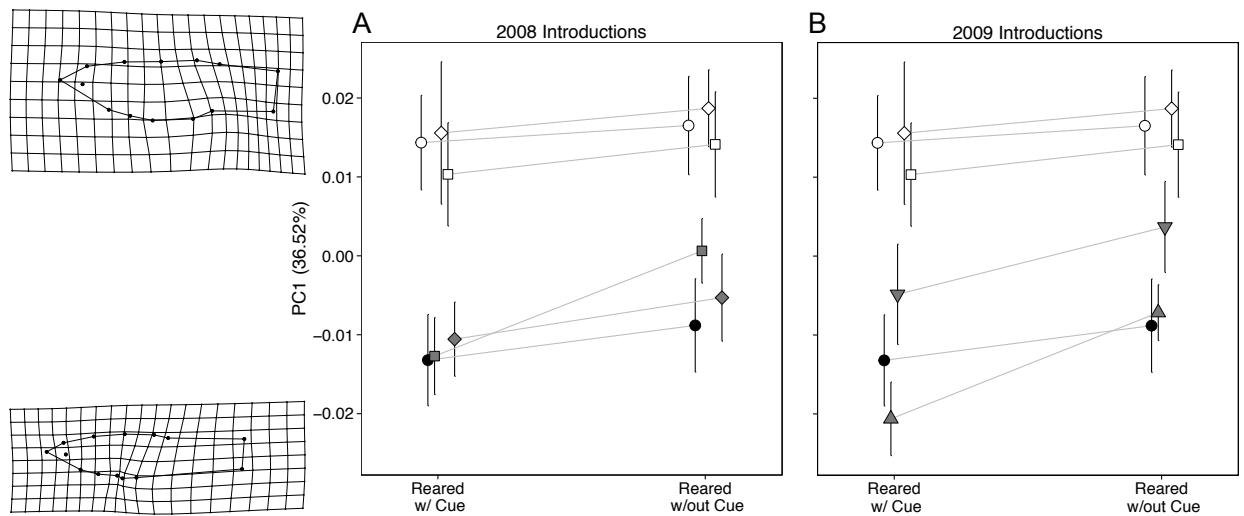 A
B
2008 Introductions
2009 Introductions
PC1 (36.52%)
0.02
0.01
0.00
−0.01
−0.02
Reared
w/ Cue
Reared
w/out Cue
Reared
w/ Cue
Reared
w/out Cue